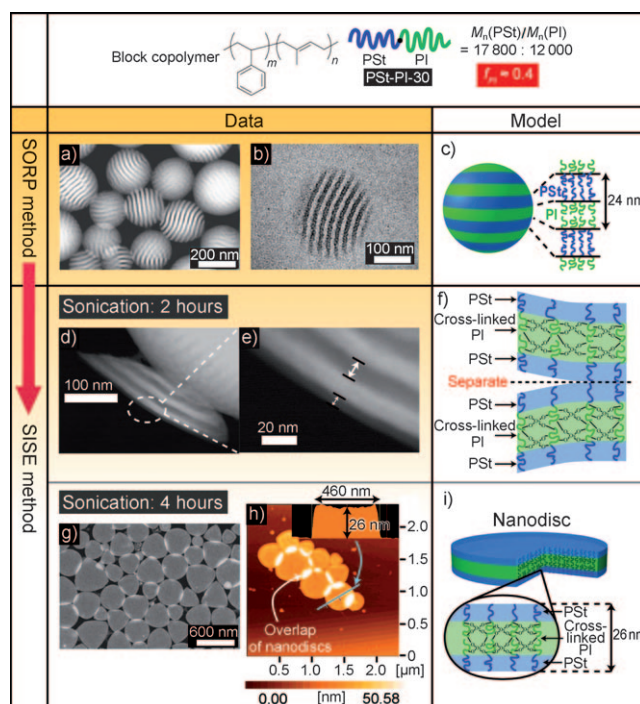 Block copolymer
m
n
PSt PI
PSt-PI-30
Mn(PSt)/Mn(PI)
= 17 800 : 12 000
fPI = 0.4
Data
Model
SORP method
SISE method
a)
200 nm
b)
100 nm
c)
PSt
PI
24 nm
Sonication: 2 hours
d)
100 nm
e)
20 nm
f)
PSt
Cross-linked
PI
PSt
Separate
PSt
Cross-linked
PI
PSt
Sonication: 4 hours
g)
600 nm
h)
460 nm
26 nm
Overlap
of nanodiscs
2.0
1.5
1.0
0.5
0
0.5 1.0 1.5 2.0 [μm]
0.00 [nm] 50.58
i)
Nanodisc
PSt
Cross-
linked
PI
PSt
26 nm